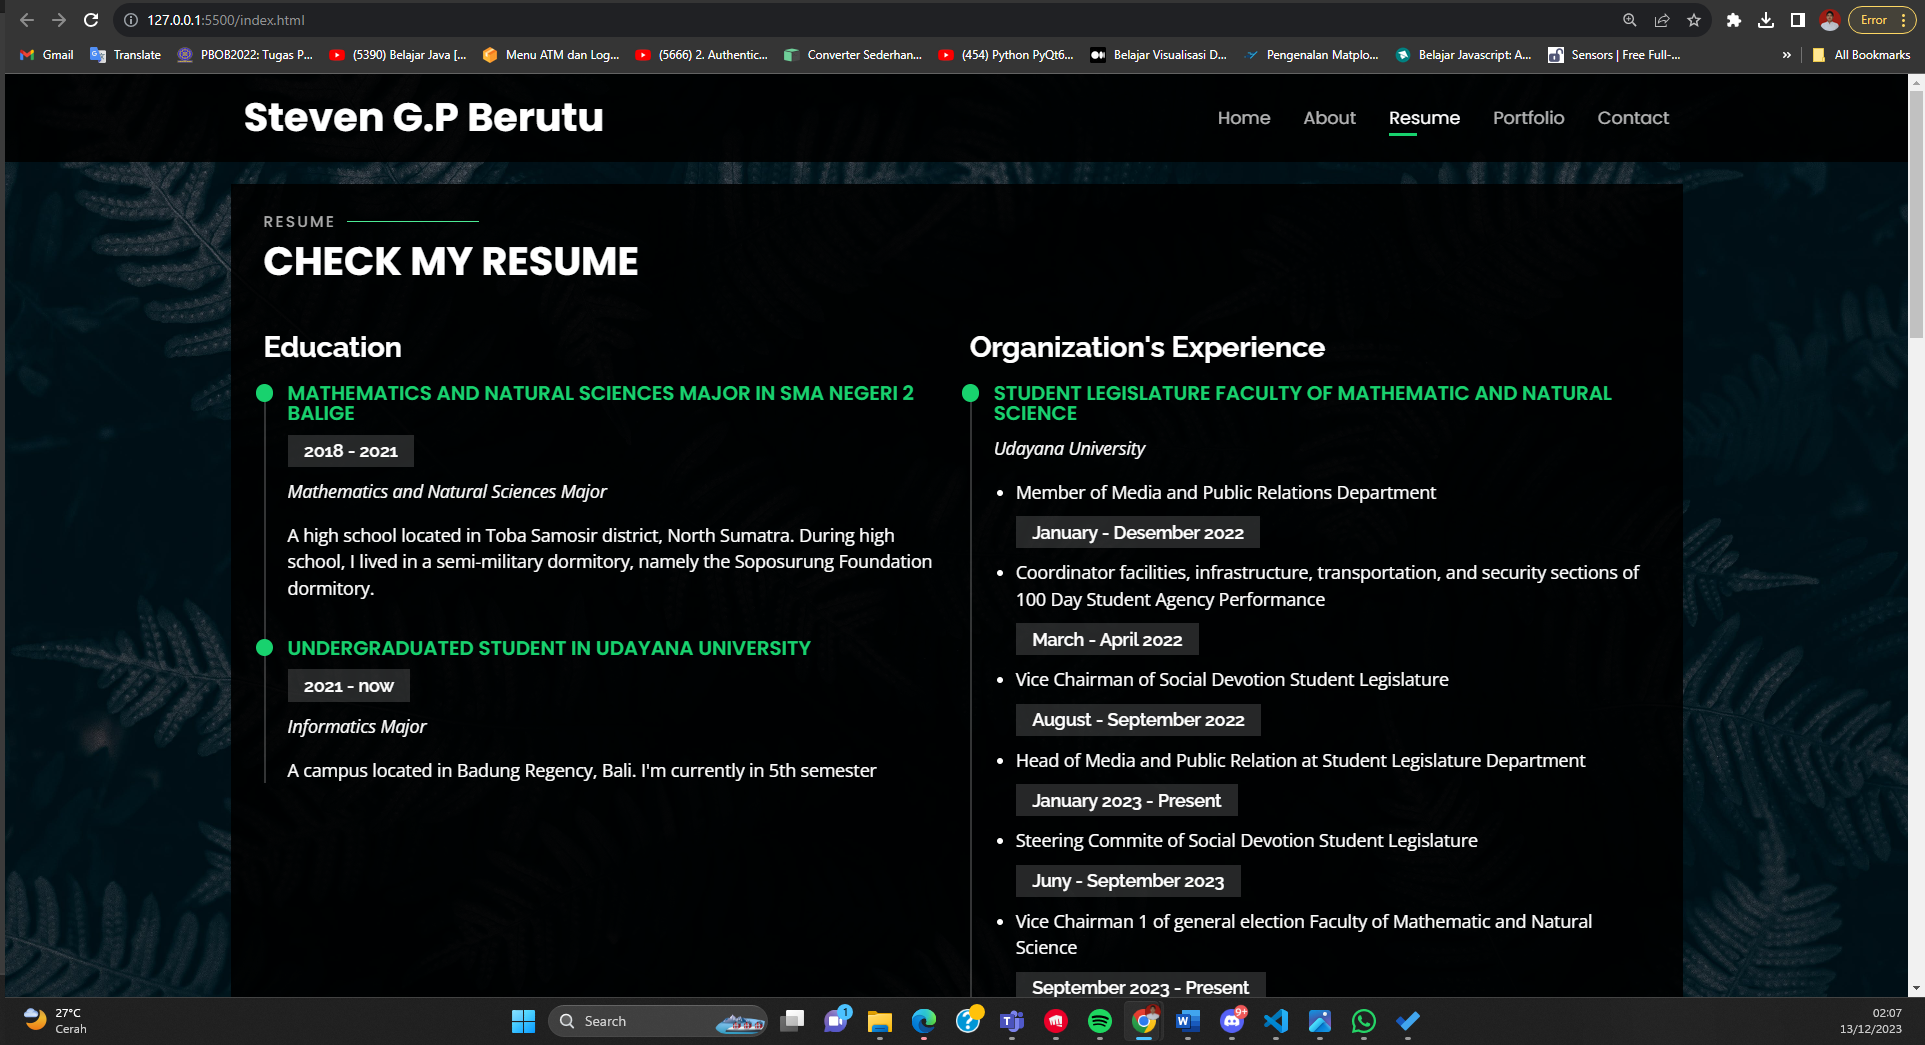 127.0.0.1:5500/index.html
Error
Gmail
Translate
PBOB2022: Tugas P...
(5390) Belajar Java [...
Menu ATM dan Log...
(5666) 2. Authentic...
Converter Sederhan...
(454) Python PyQt6...
Belajar Visualisasi D...
Pengenalan Matplo...
Belajar Javascript: A...
Sensors | Free Full-...
»
All Bookmarks
Steven G.P Berutu
Home
About
Resume
Portfolio
Contact
RESUME
CHECK MY RESUME
Education
MATHEMATICS AND NATURAL SCIENCES MAJOR IN SMA NEGERI 2
BALIGE
2018 - 2021
Mathematics and Natural Sciences Major
A high school located in Toba Samosir district, North Sumatra. During high
school, I lived in a semi-military dormitory, namely the Soposurung Foundation
dormitory.
UNDERGRADUATED STUDENT IN UDAYANA UNIVERSITY
2021 - now
Informatics Major
A campus located in Badung Regency, Bali. I'm currently in 5th semester
Organization's Experience
STUDENT LEGISLATURE FACULTY OF MATHEMATIC AND NATURAL
SCIENCE
Udayana University
• Member of Media and Public Relations Department
January - Desember 2022
• Coordinator facilities, infrastructure, transportation, and security sections of
100 Day Student Agency Performance
March - April 2022
• Vice Chairman of Social Devotion Student Legislature
August - September 2022
• Head of Media and Public Relation at Student Legislature Department
January 2023 - Present
• Steering Commite of Social Devotion Student Legislature
Juny - September 2023
• Vice Chairman 1 of general election Faculty of Mathematic and Natural
Science
September 2023 - Present
27°C
Cerah
Search
1
9+
02:07
13/12/2023